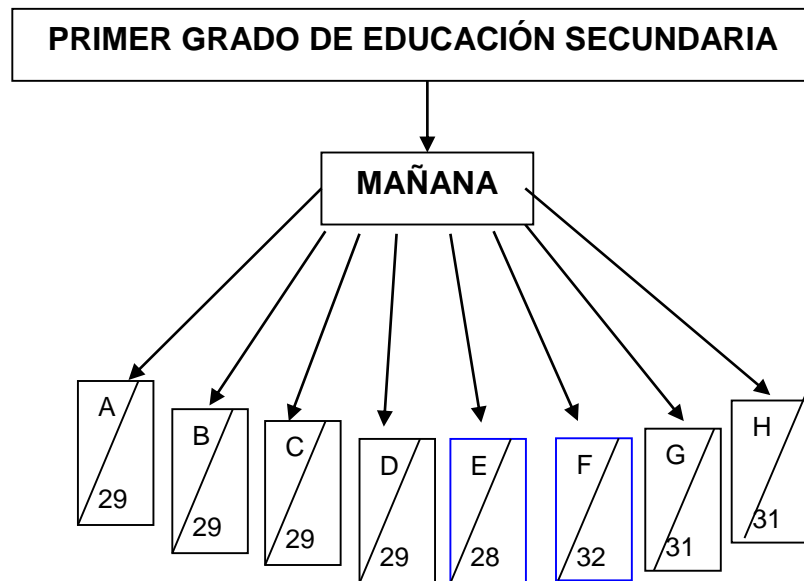 PRIMER GRADO DE EDUCACIÓN SECUNDARIA
MAÑANA
A
29
B
29
C
29
D
29
E
28
F
32
G
31
H
31